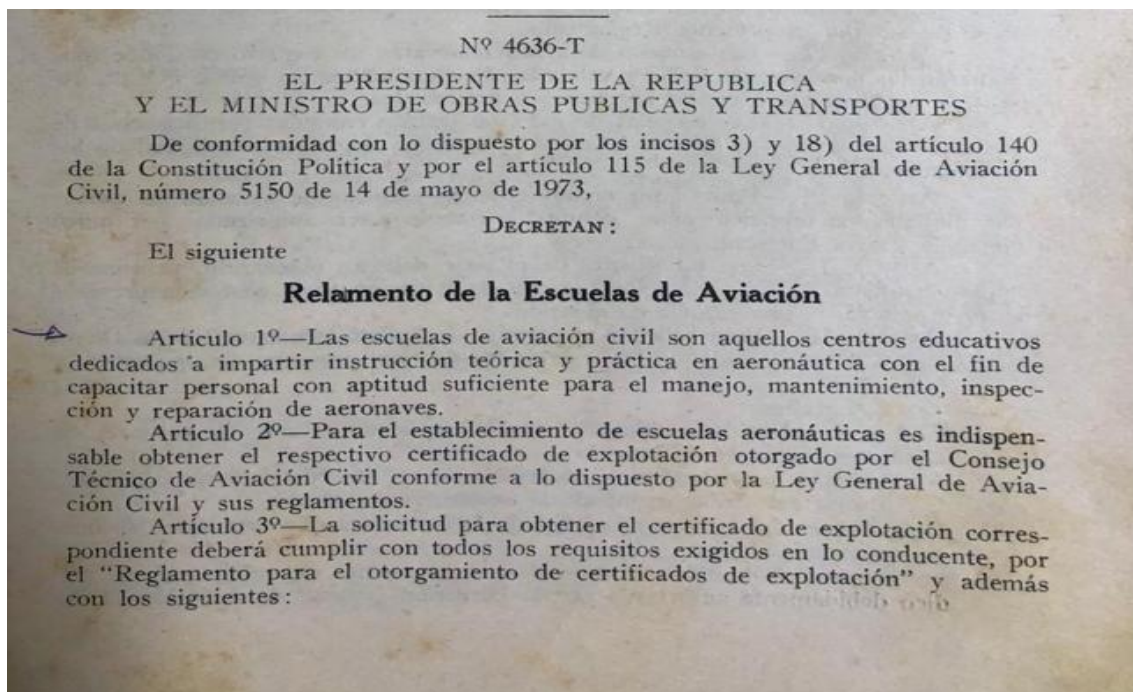 Nº 4636-T
EL PRESIDENTE DE LA REPUBLICA
Y EL MINISTRO DE OBRAS PUBLICAS Y TRANSPORTES
De conformidad con lo dispuesto por los incisos 3) y 18) del artículo 140
de la Constitución Política y por el artículo 115 de la Ley General de Aviación
Civil, número 5150 de 14 de mayo de 1973,
DECRETAN:
El siguiente
Relamento de la Escuelas de Aviación
Artículo 1º—Las escuelas de aviación civil son aquellos centros educativos
dedicados a impartir instrucción teórica y práctica en aeronáutica con el fin de
capacitar personal con aptitud suficiente para el manejo, mantenimiento, inspec-
ción y reparación de aeronaves.
Artículo 2º—Para el establecimiento de escuelas aeronáuticas es indispen-
sable obtener el respectivo certificado de explotación otorgado por el Consejo
Técnico de Aviación Civil conforme a lo dispuesto por la Ley General de Avia-
ción Civil y sus reglamentos.
Artículo 3º—La solicitud para obtener el certificado de explotación corres-
pondiente deberá cumplir con todos los requisitos exigidos en lo conducente, por
el "Reglamento para el otorgamiento de certificados de explotación" y además
con los siguientes: